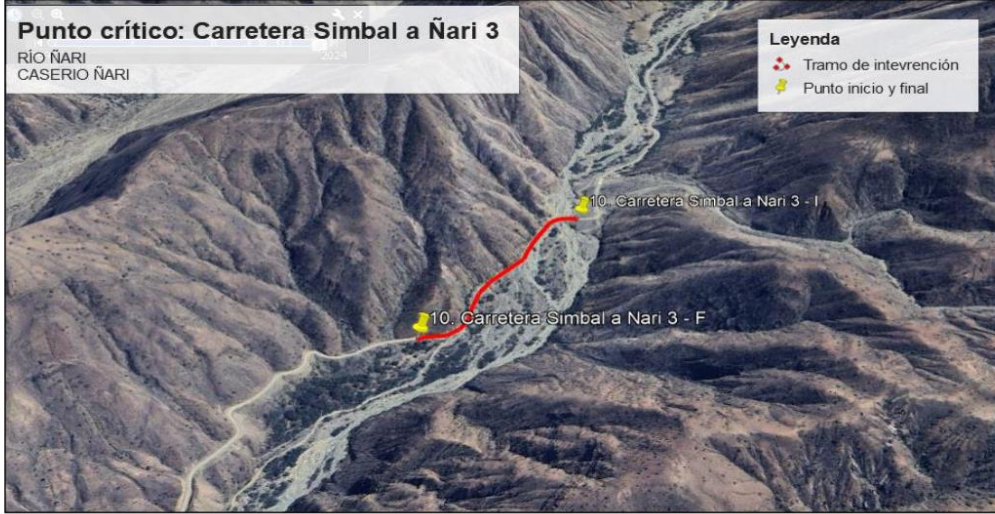 Punto crítico: Carretera Simbal a Ñari 3
2024
RÍO ÑARI
CASERIO ÑARI
Leyenda
Tramo de intevrención
Punto inicio y final
10. Carretera Simbal a Nari 3 - I
10. Carretera Simbal a Nari 3 - F